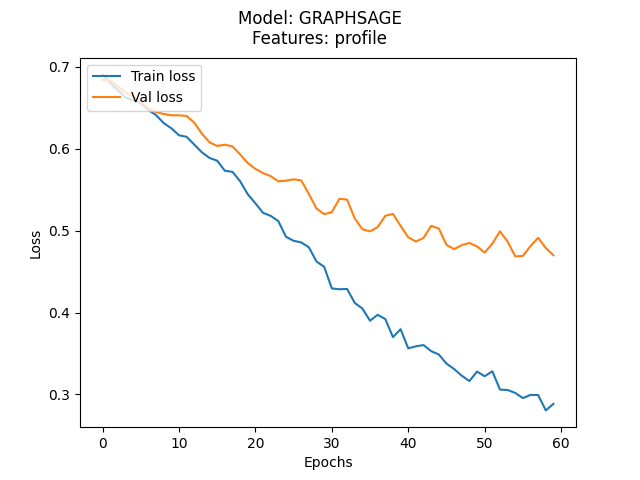 Model: GRAPHSAGE
Features: profile
Train loss
Val loss
0.7
0.6
0.5
0.4
0.3
Loss
0 10 20 30 40 50 60
Epochs